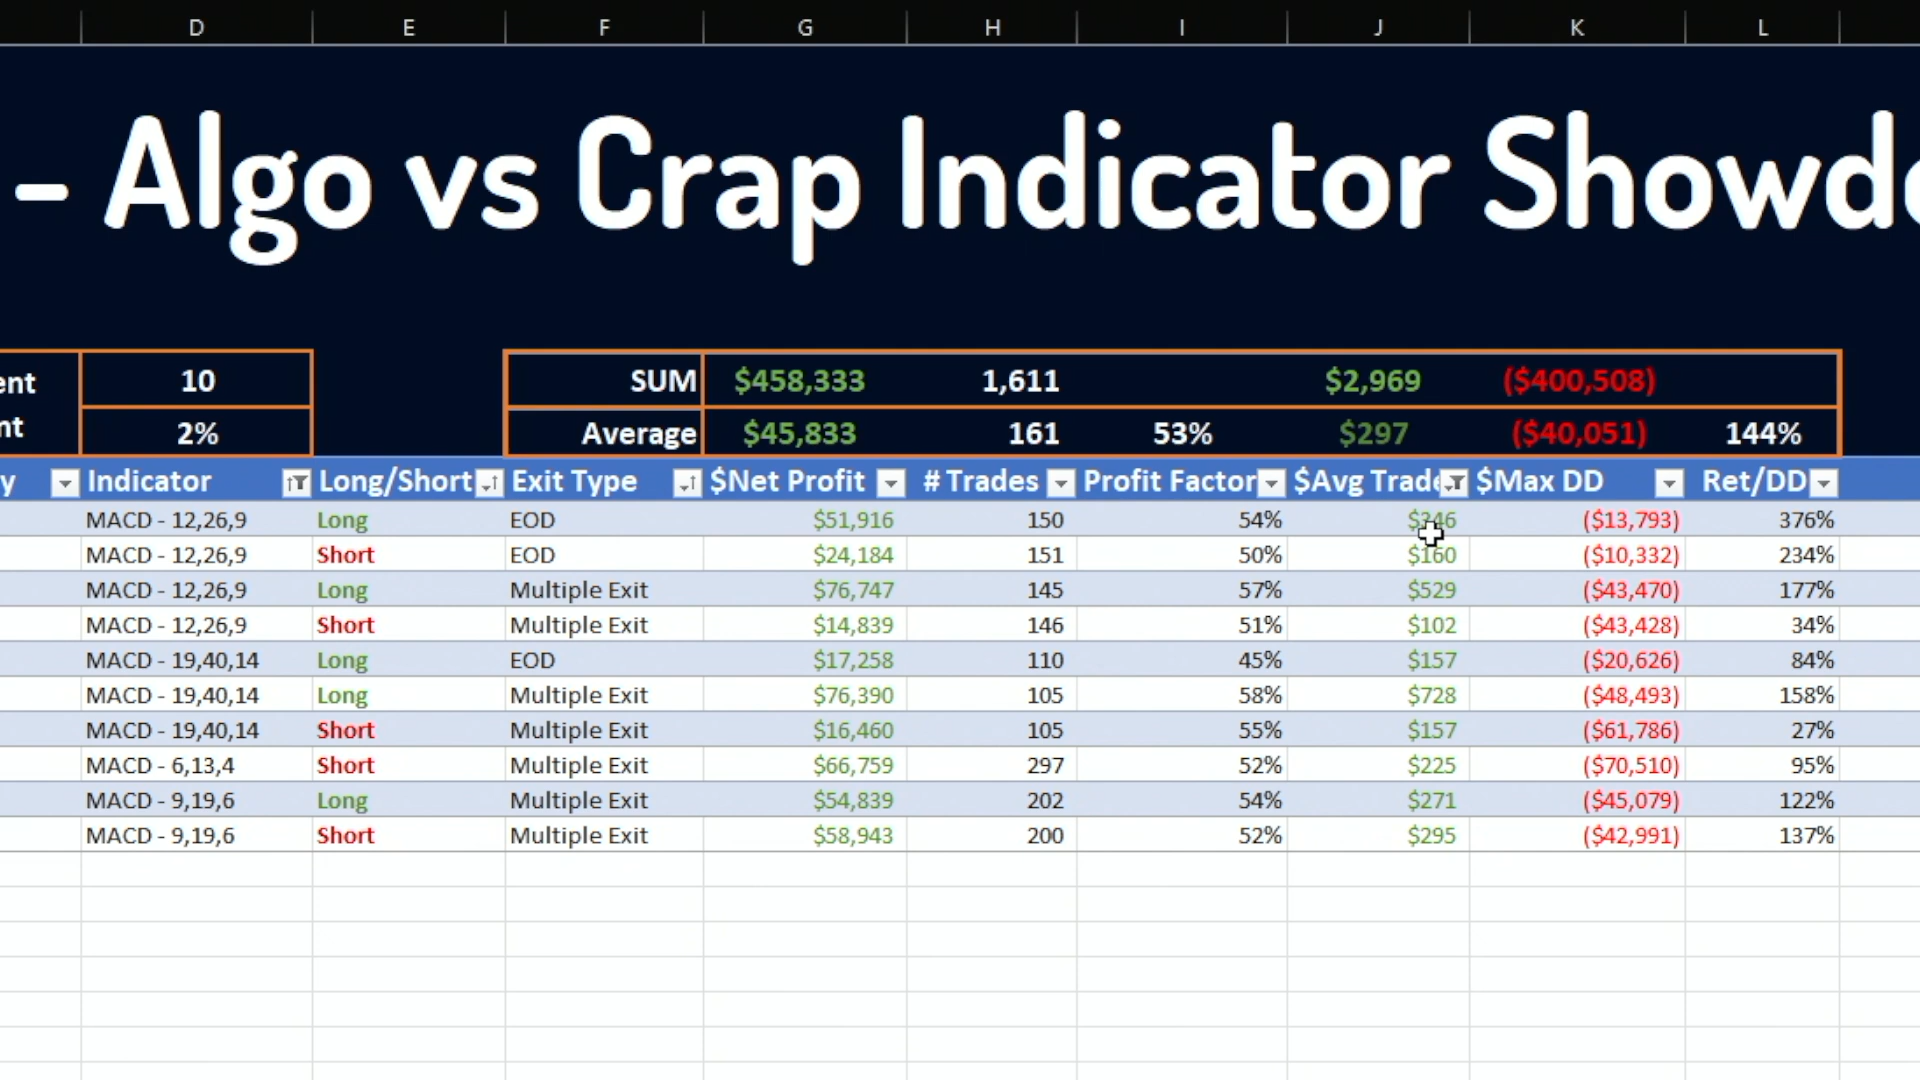 D E F G H I J K L
- Algo vs Crap Indicator Showd
ent 10 SUM $458,333 1,611 $2,969 ($400,508)
nt 2% Average $45,833 161 53% $297 ($40,051) 144%
y Indicator Long/Short Exit Type $Net Profit # Trades Profit Factor $Avg Trade $Max DD Ret/DD
MACD - 12,26,9 Long EOD $51,916 150 54% ($13,793) 376%
MACD - 12,26,9 Short EOD $24,184 151 50% $160 ($10,332) 234%
MACD - 12,26,9 Long Multiple Exit $76,747 145 57% $529 ($43,470) 177%
MACD - 12,26,9 Short Multiple Exit $14,839 146 51% $102 ($43,428) 34%
MACD - 19,40,14 Long EOD $17,258 110 45% $157 ($20,626) 84%
MACD - 19,40,14 Long Multiple Exit $76,390 105 58% $728 ($48,493) 158%
MACD - 19,40,14 Short Multiple Exit $16,460 105 55% $157 ($61,786) 27%
MACD - 6,13,4 Short Multiple Exit $66,759 297 52% $225 ($70,510) 95%
MACD - 9,19,6 Long Multiple Exit $54,839 202 54% $271 ($45,079) 122%
MACD - 9,19,6 Short Multiple Exit $58,943 200 52% $295 ($42,991) 137%